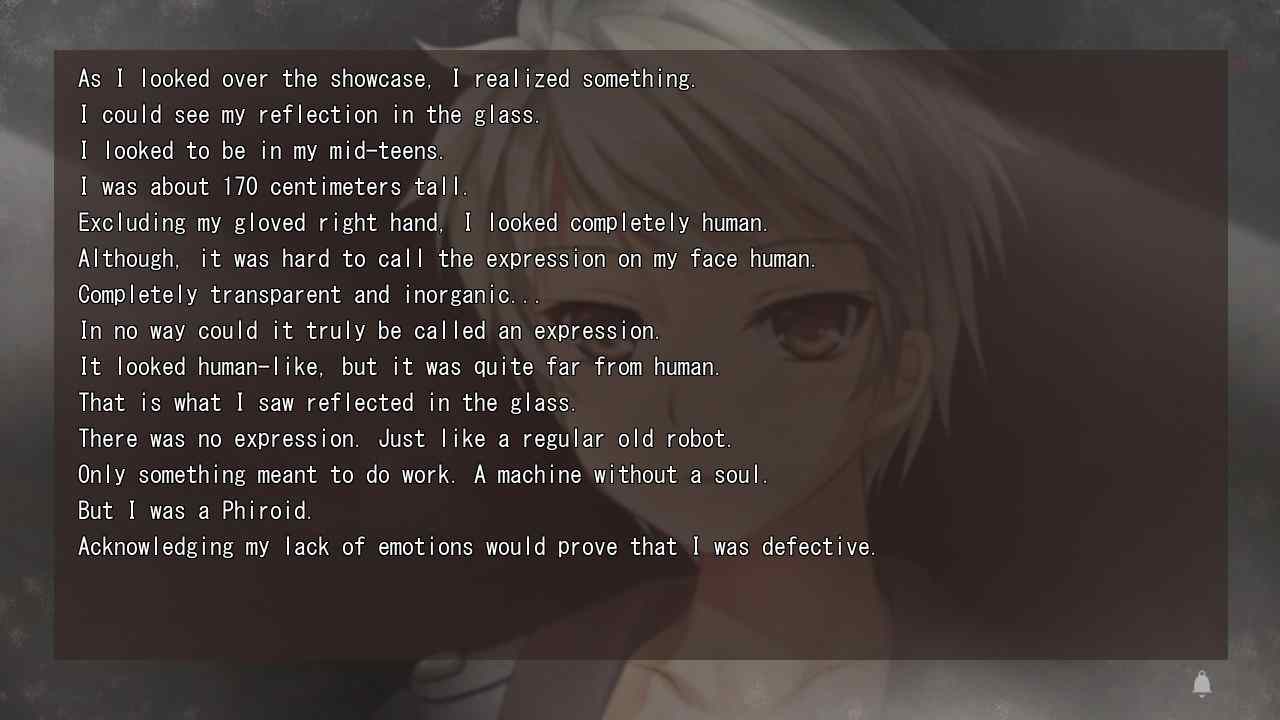 As I looked over the showcase, I realized something.
I could see my reflection in the glass.
I looked to be in my mid-teens.
I was about 170 centimeters tall.
Excluding my gloved right hand, I looked completely human.
Although, it was hard to call the expression on my face human.
Completely transparent and inorganic...
In no way could it truly be called an expression.
It looked human-like, but it was quite far from human.
That is what I saw reflected in the glass.
There was no expression. Just like a regular old robot.
Only something meant to do work. A machine without a soul.
But I was a Phiroid.
Acknowledging my lack of emotions would prove that I was defective.